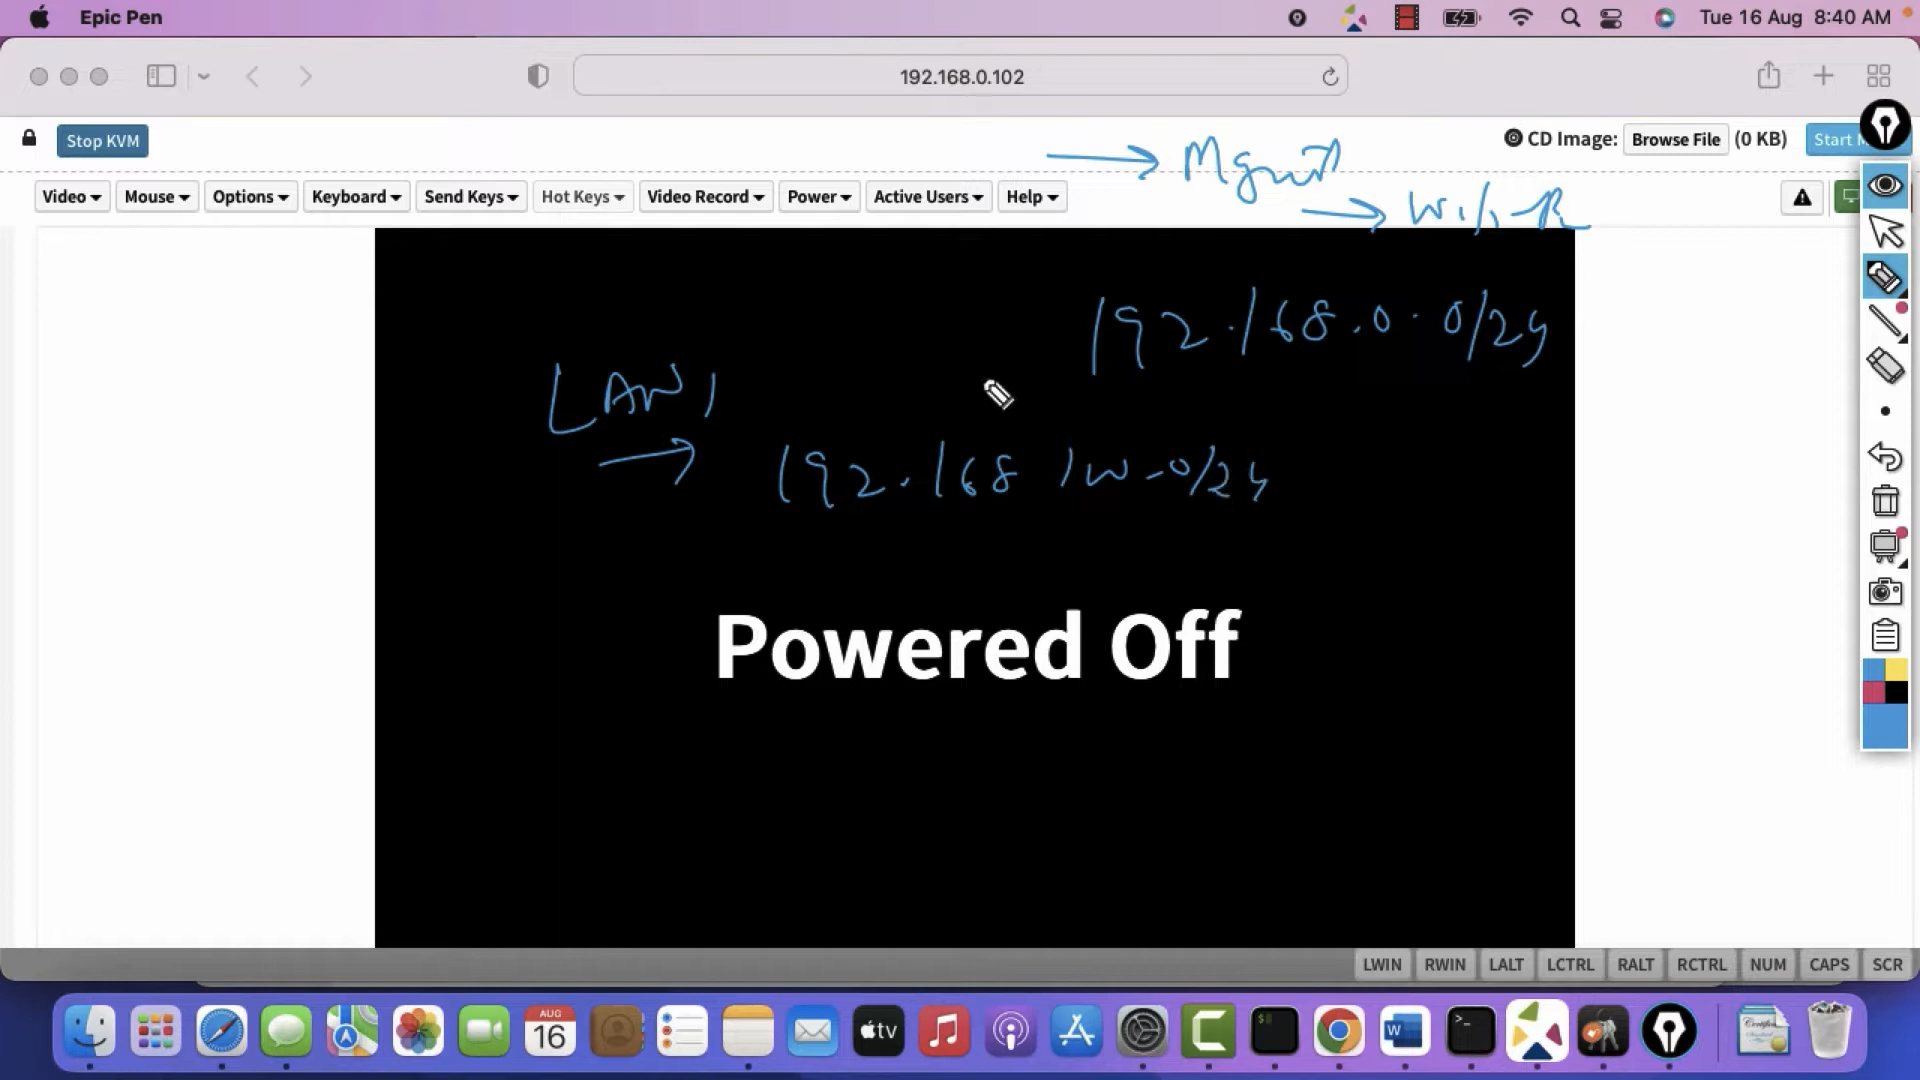 Epic Pen
Tue 16 Aug 8:40 AM
192.168.0.102
Stop KVM
CD Image: Browse File (0 KB) Start M
→ Mgmt
Video Mouse Options Keyboard Send Keys Hot Keys Video Record Power Active Users Help
192.168.0.0/24
LAN1
→ 192.168
0/24
Powered Off
LWIN RWIN LALT LCTRL RALT RCTRL NUM CAPS SCR
AUG
16
tv
W